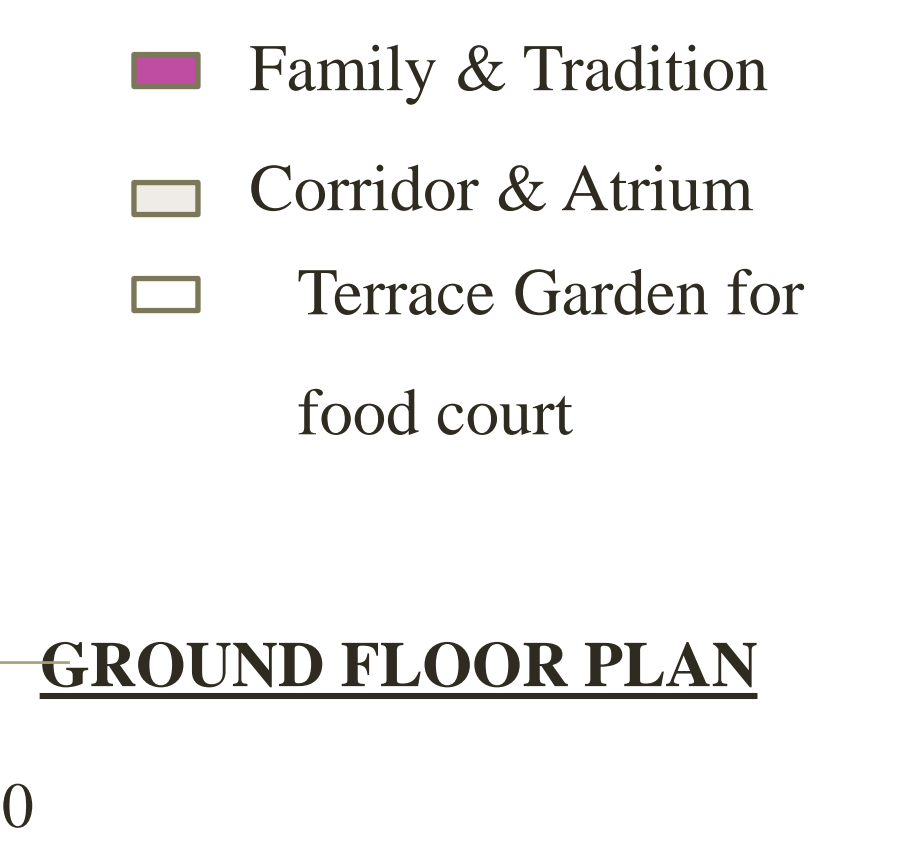 Family & Tradition
Corridor & Atrium
Terrace Garden for
food court
GROUND FLOOR PLAN
0